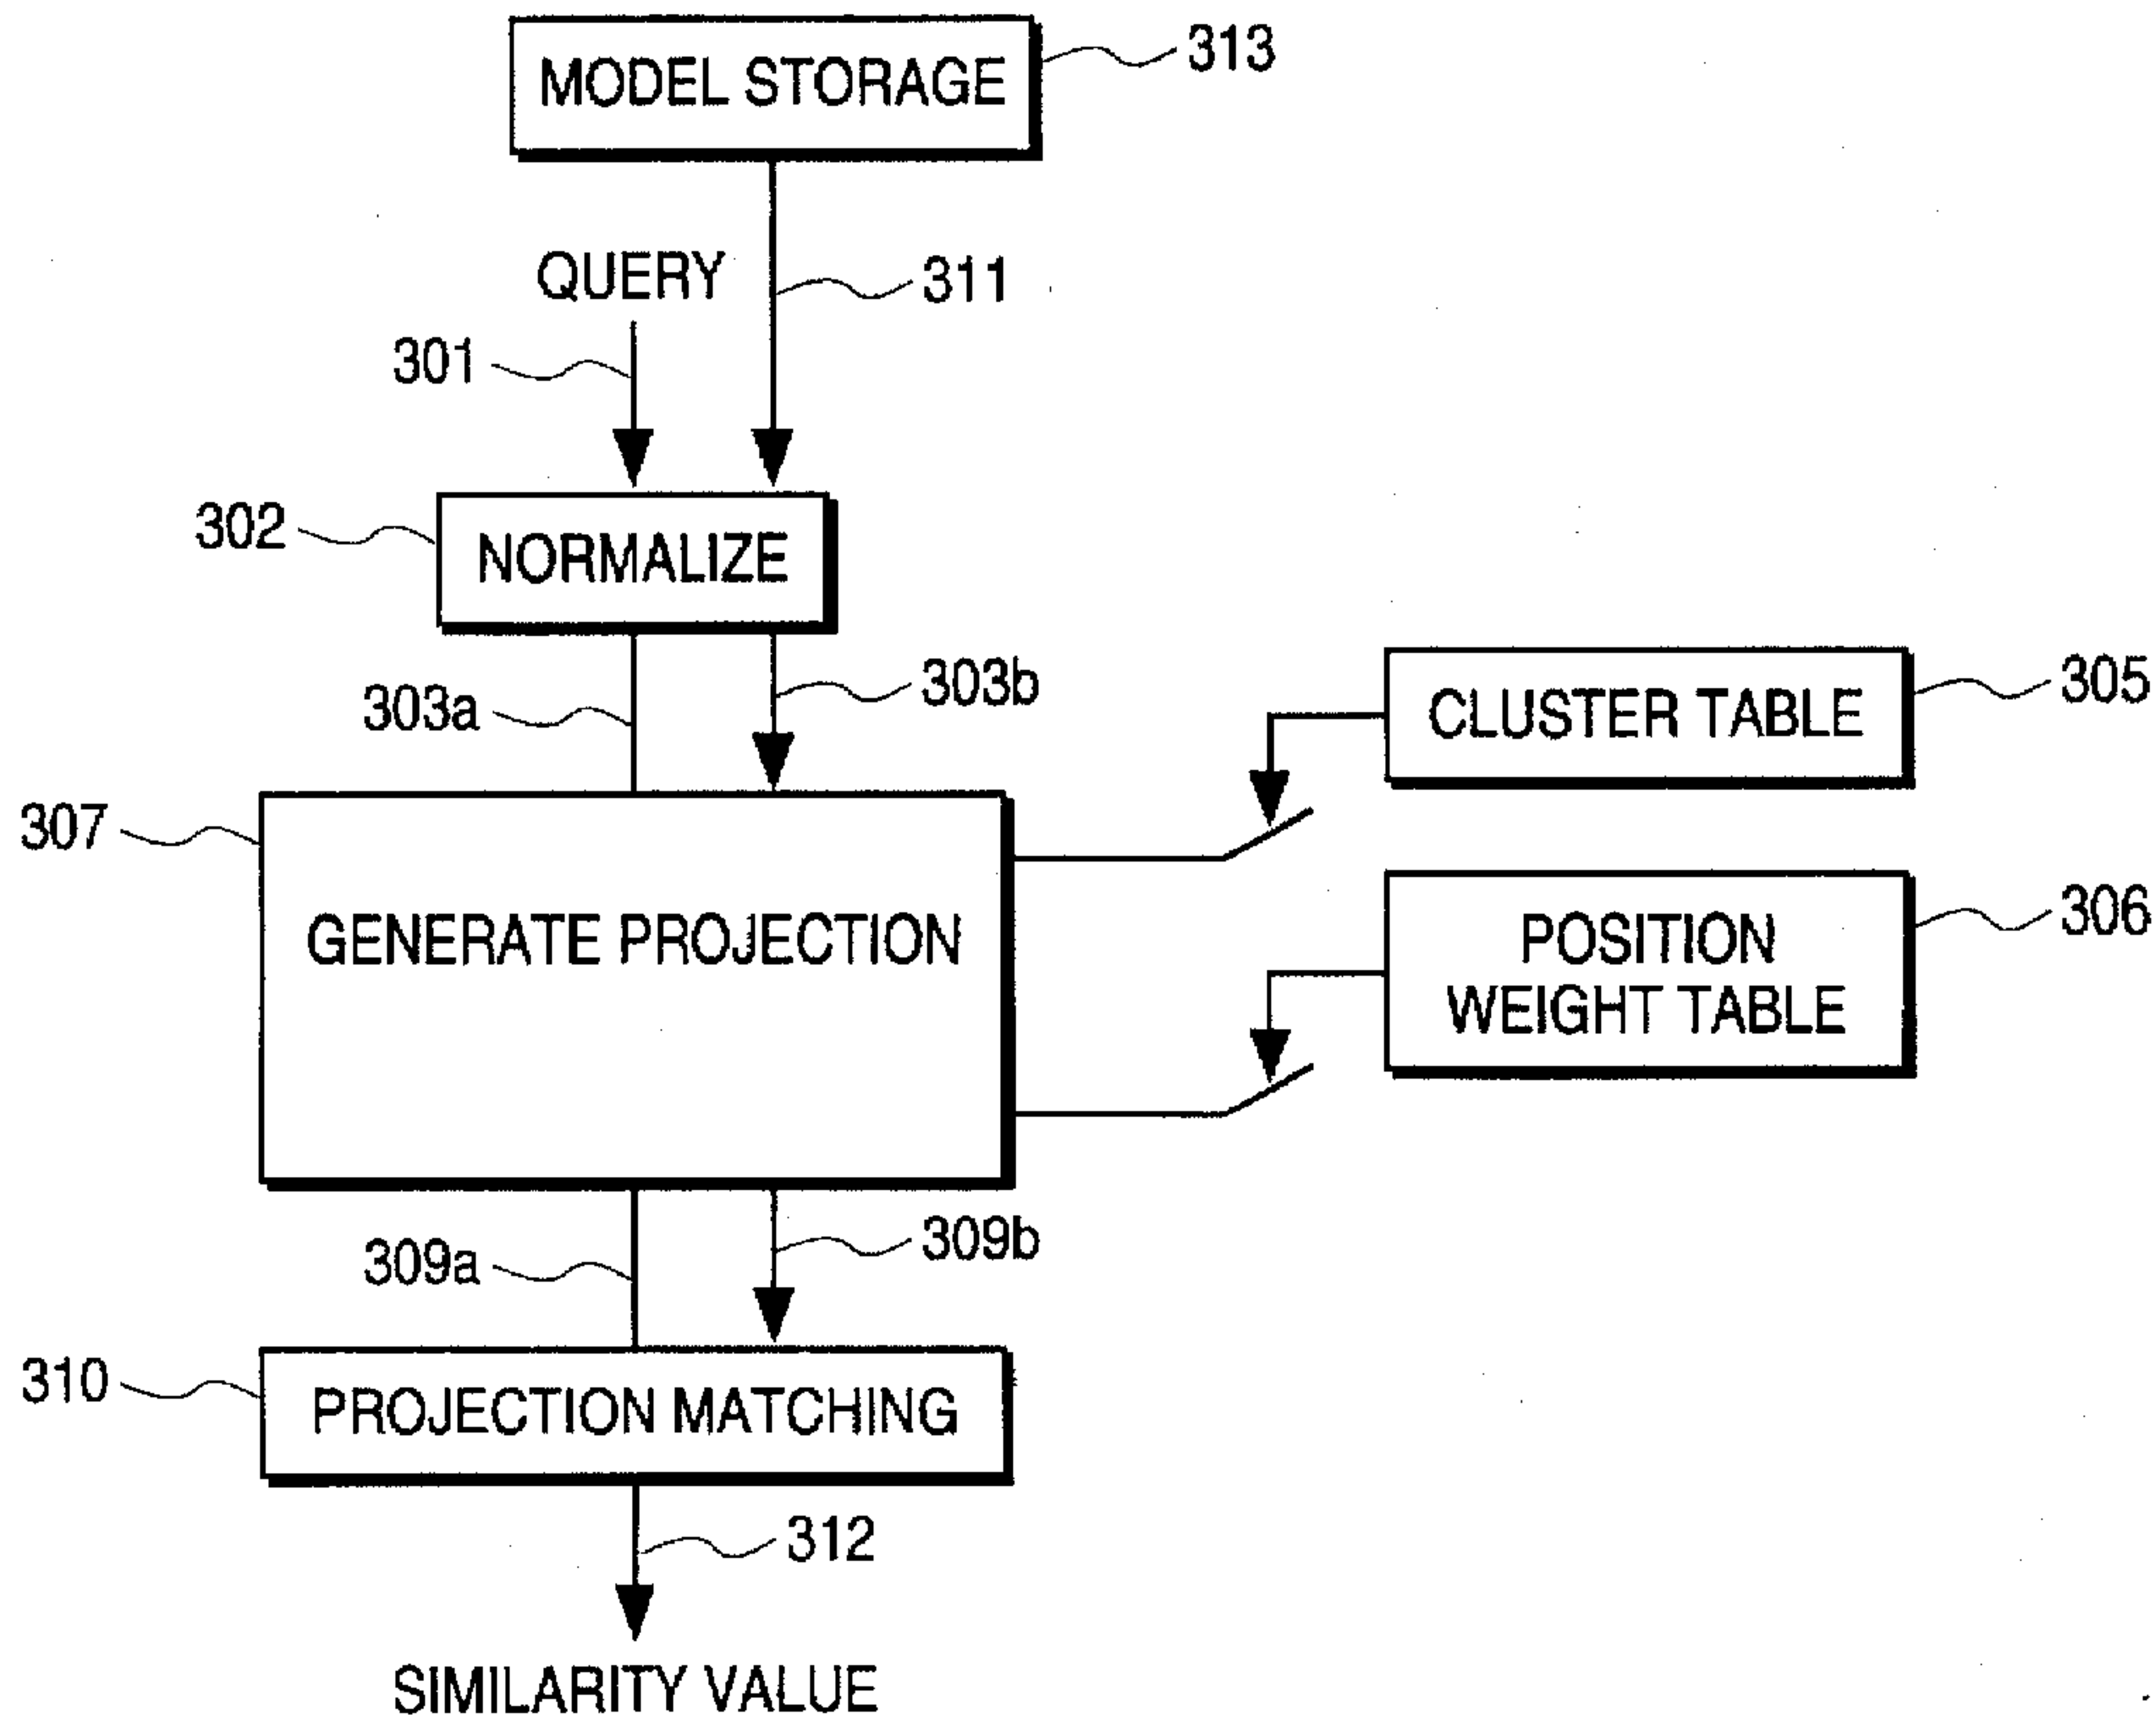 MODEL STORAGE
313
QUERY
311
301
302
NORMALIZE
303a
303b
305
CLUSTER TABLE
307
GENERATE PROJECTION
306
POSITION
WEIGHT TABLE
309a
309b
310
PROJECTION MATCHING
312
SIMILARITY VALUE